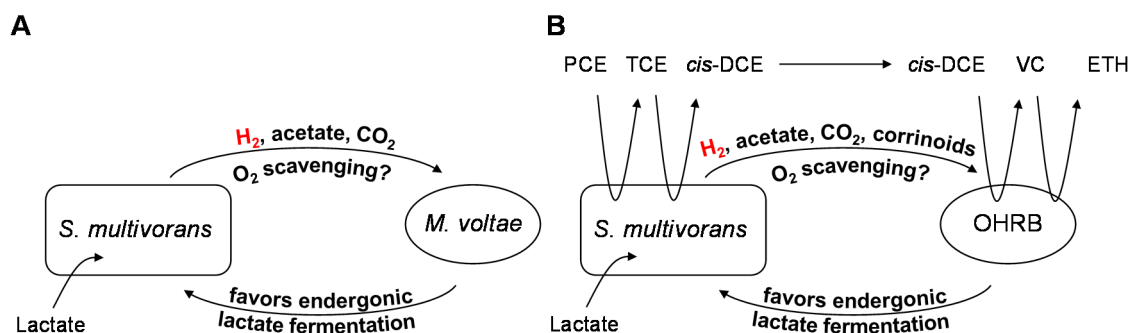 A
H2, acetate, CO2
O2 scavenging?
S. multivorans
M. voltae
favors endergonic
lactate fermentation
Lactate
B
PCE TCE cis-DCE cis-DCE VC ETH
H2, acetate, CO2, corrinoids
O2 scavenging?
S. multivorans
OHRB
favors endergonic
lactate fermentation
Lactate